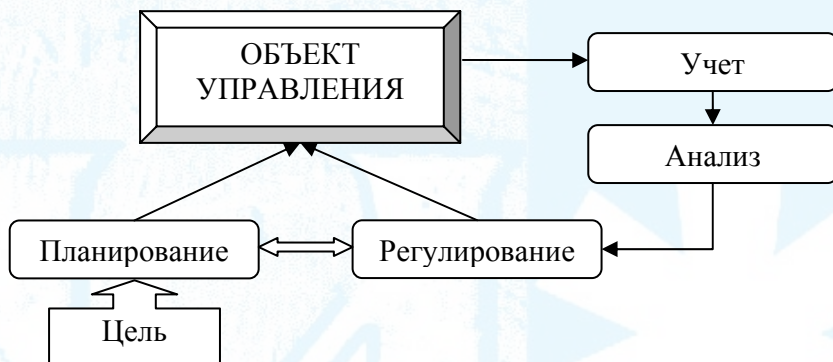 ОБЪЕКТ
УПРАВЛЕНИЯ
Учет
Анализ
Планирование
Регулирование
Цель